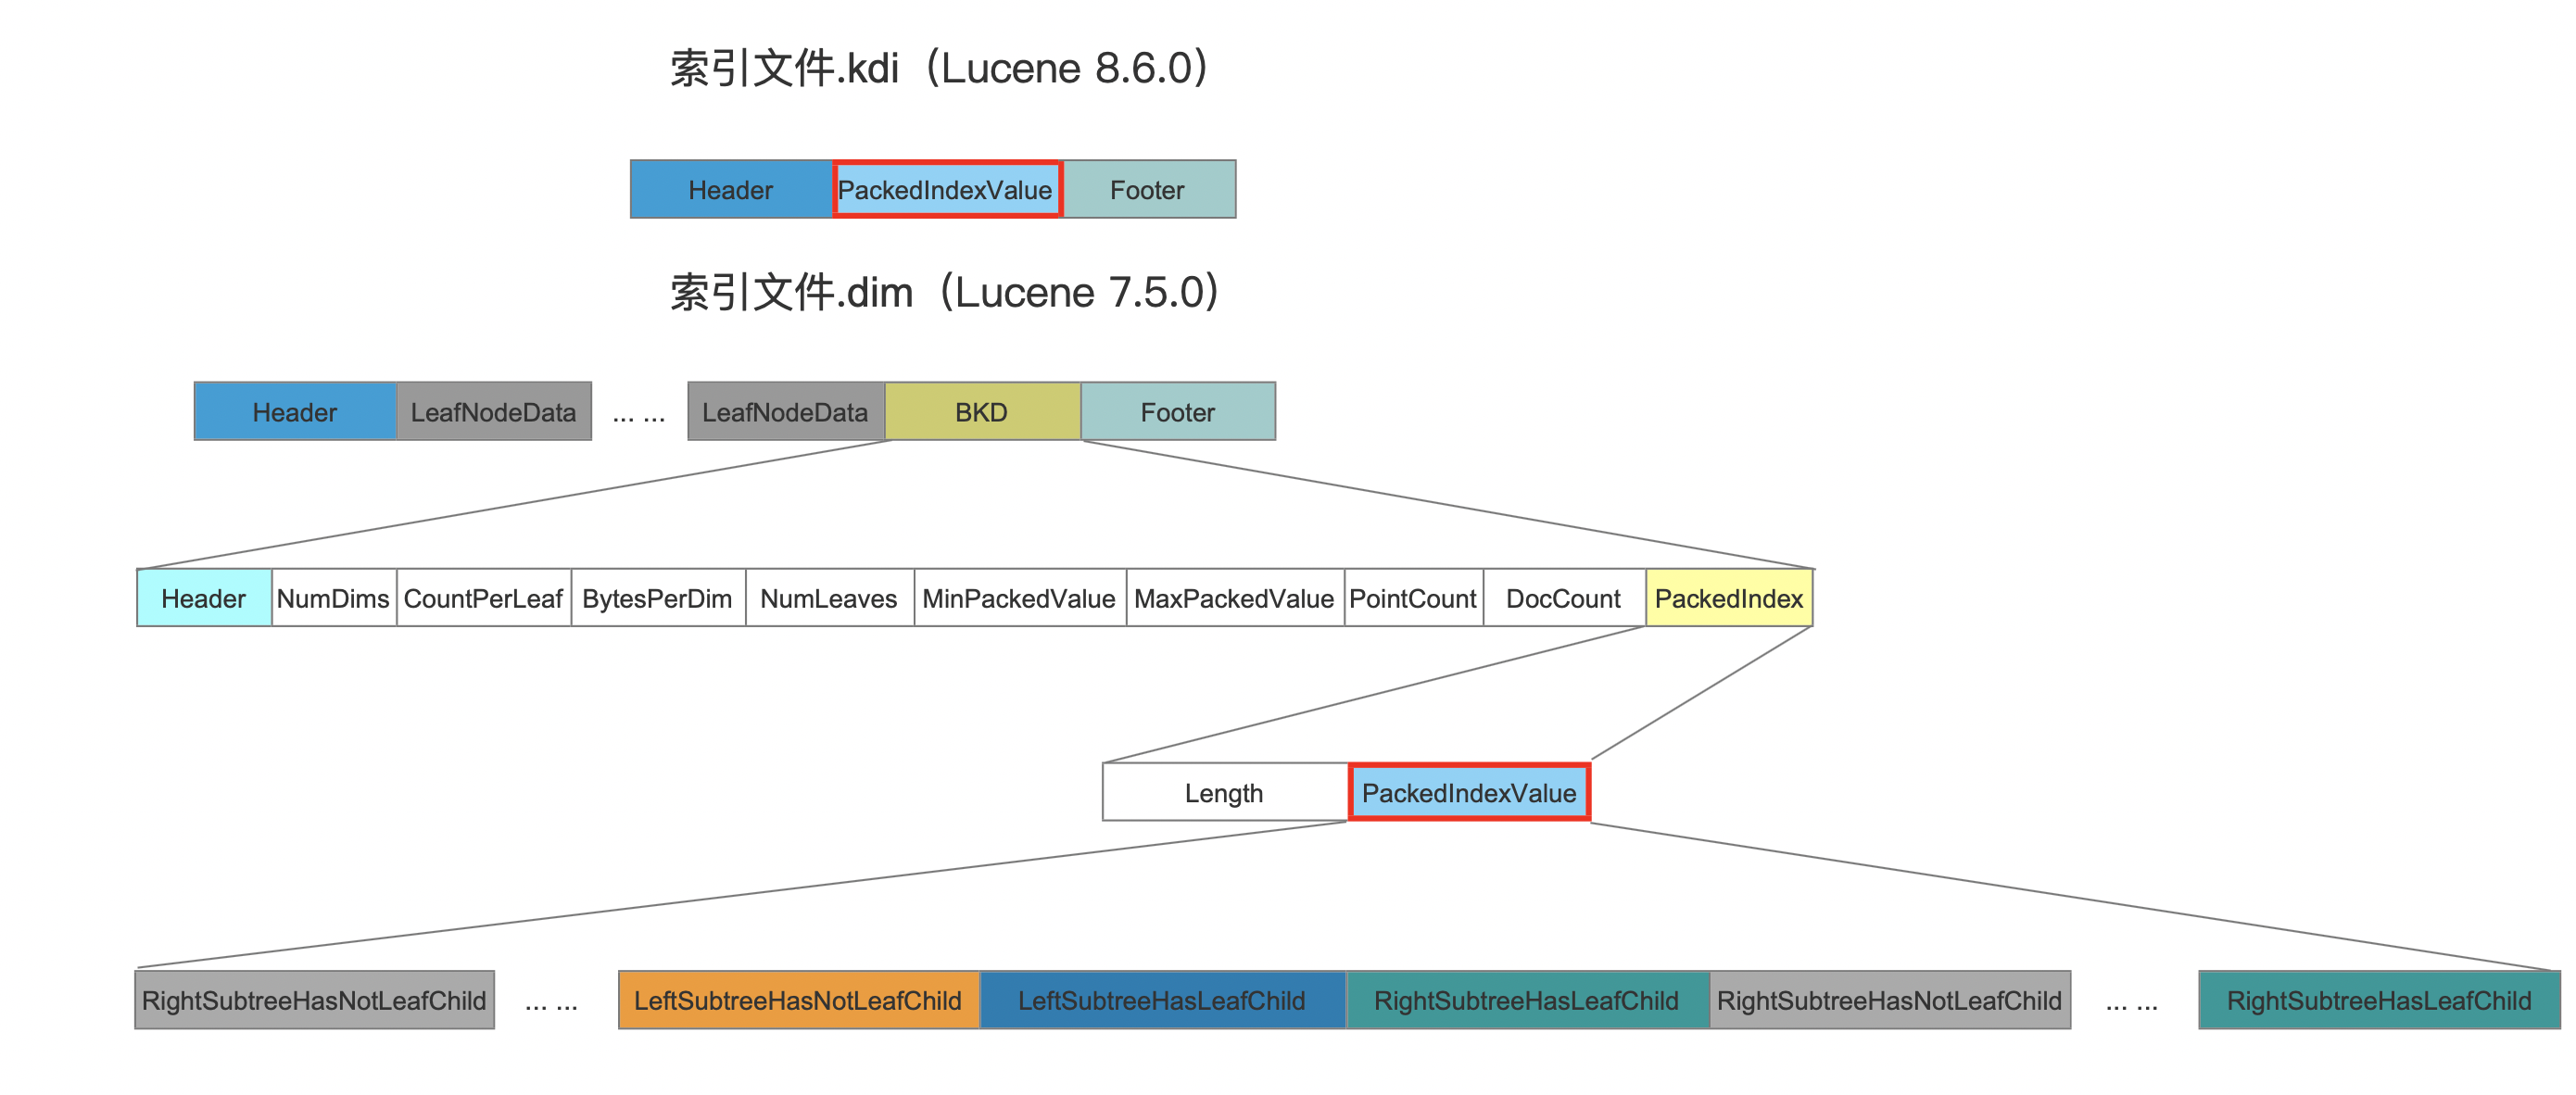 索引文件.kdi（Lucene 8.6.0）
Header PackedIndexValue Footer
索引文件.dim（Lucene 7.5.0）
Header LeafNodeData ... ... LeafNodeData BKD Footer
Header NumDims CountPerLeaf BytesPerDim NumLeaves MinPackedValue MaxPackedValue PointCount DocCount PackedIndex
Length PackedIndexValue
RightSubtreeHasNotLeafChild ... ... LeftSubtreeHasNotLeafChild LeftSubtreeHasLeafChild RightSubtreeHasLeafChild RightSubtreeHasNotLeafChild ... ... RightSubtreeHasLeafChild